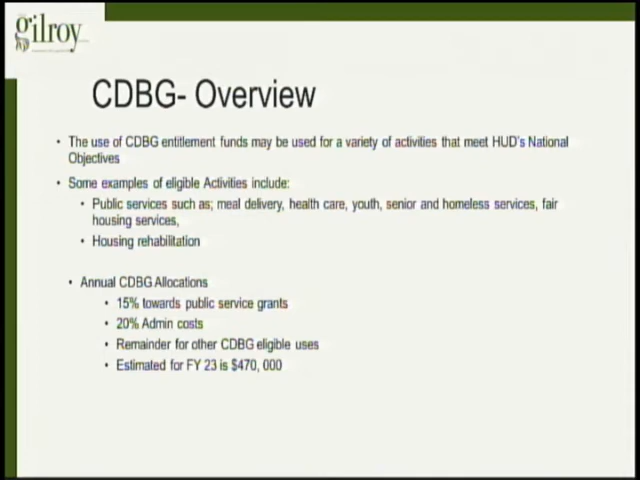 gilroy
CDBG- Overview
• The use of CDBG entitlement funds may be used for a variety of activities that meet HUD's National
Objectives
• Some examples of eligible Activities include:
• Public services such as; meal delivery, health care, youth, senior and homeless services, fair
housing services,
• Housing rehabilitation
• Annual CDBG Allocations
• 15% towards public service grants
• 20% Admin costs
• Remainder for other CDBG eligible uses
• Estimated for FY 23 is $470, 000